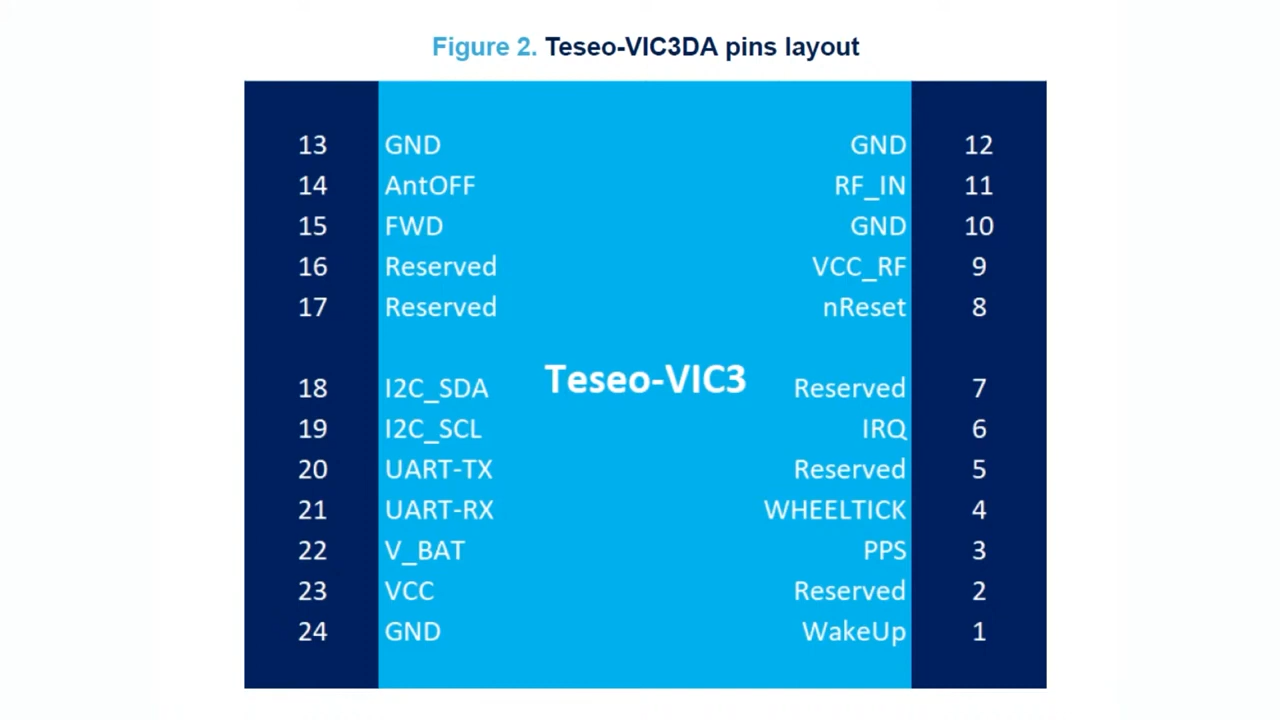 Figure 2. Teseo-VIC3DA pins layout
13 GND GND 12
14 AntOFF RF_IN 11
15 FWD GND 10
16 Reserved VCC_RF 9
17 Reserved nReset 8
Teseo-VIC3
18 I2C_SDA Reserved 7
19 I2C_SCL IRQ 6
20 UART-TX Reserved 5
21 UART-RX WHEELTICK 4
22 V_BAT PPS 3
23 VCC Reserved 2
24 GND WakeUp 1